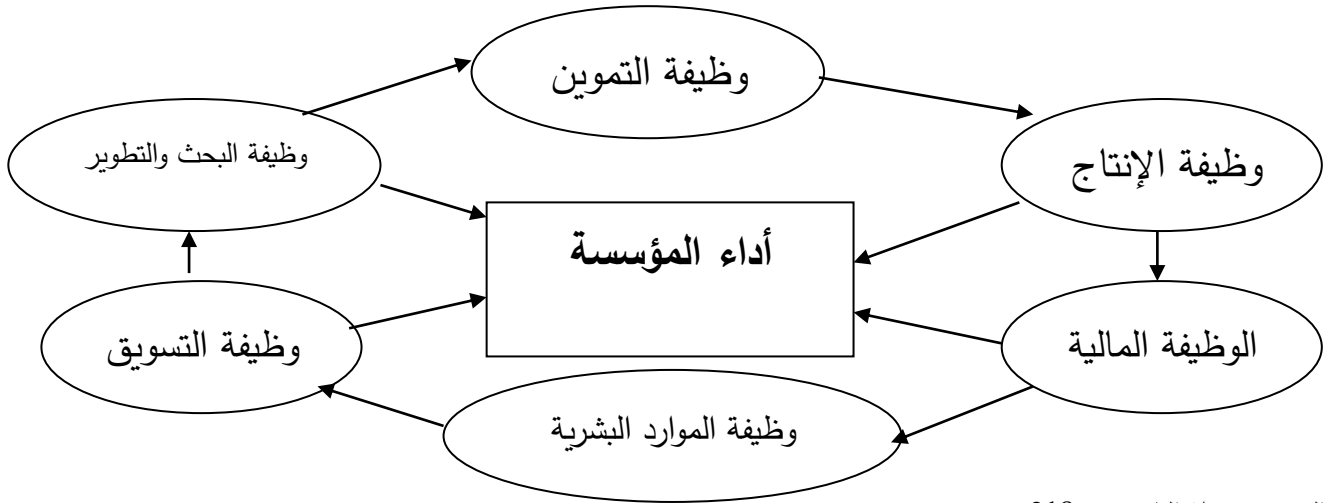 وظيفة التموين
وظيفة البحث والتطوير
وظيفة الإنتاج
أداء المؤسسة
وظيفة التسويق
الوظيفة المالية
وظيفة الموارد البشرية